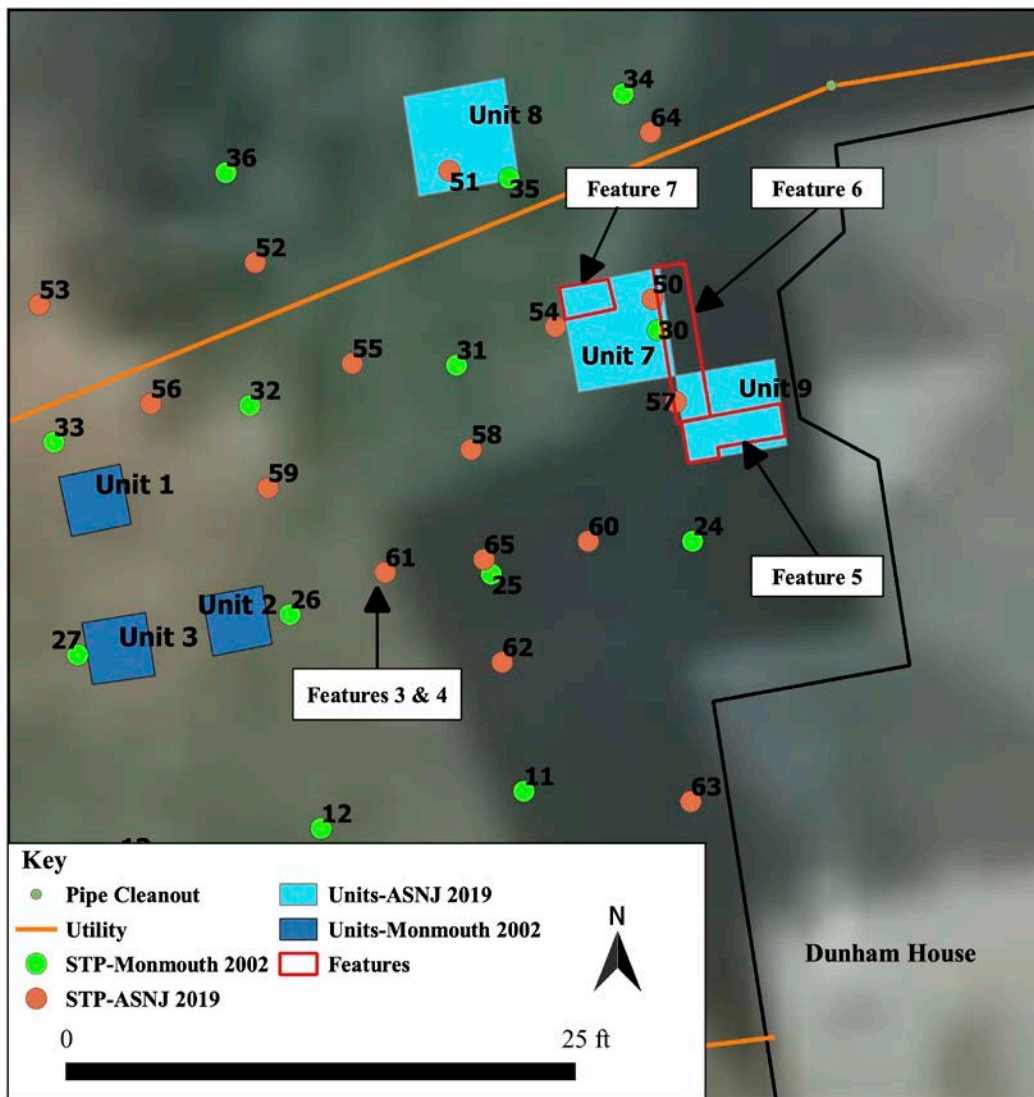 34
Unit 8
64
36
51
35
Feature 7
Feature 6
52
53
50
54
30
55
31
Unit 7
56
32
Unit 9
57
33
58
Unit 1
59
60
24
65
61
25
Feature 5
Unit 2
26
27
Unit 3
62
Features 3 & 4
11
63
12
Key
Pipe Cleanout
Units-ASNJ 2019
Utility
Units-Monmouth 2002
N
STP-Monmouth 2002
Features
Dunham House
STP-ASNJ 2019
0
25 ft